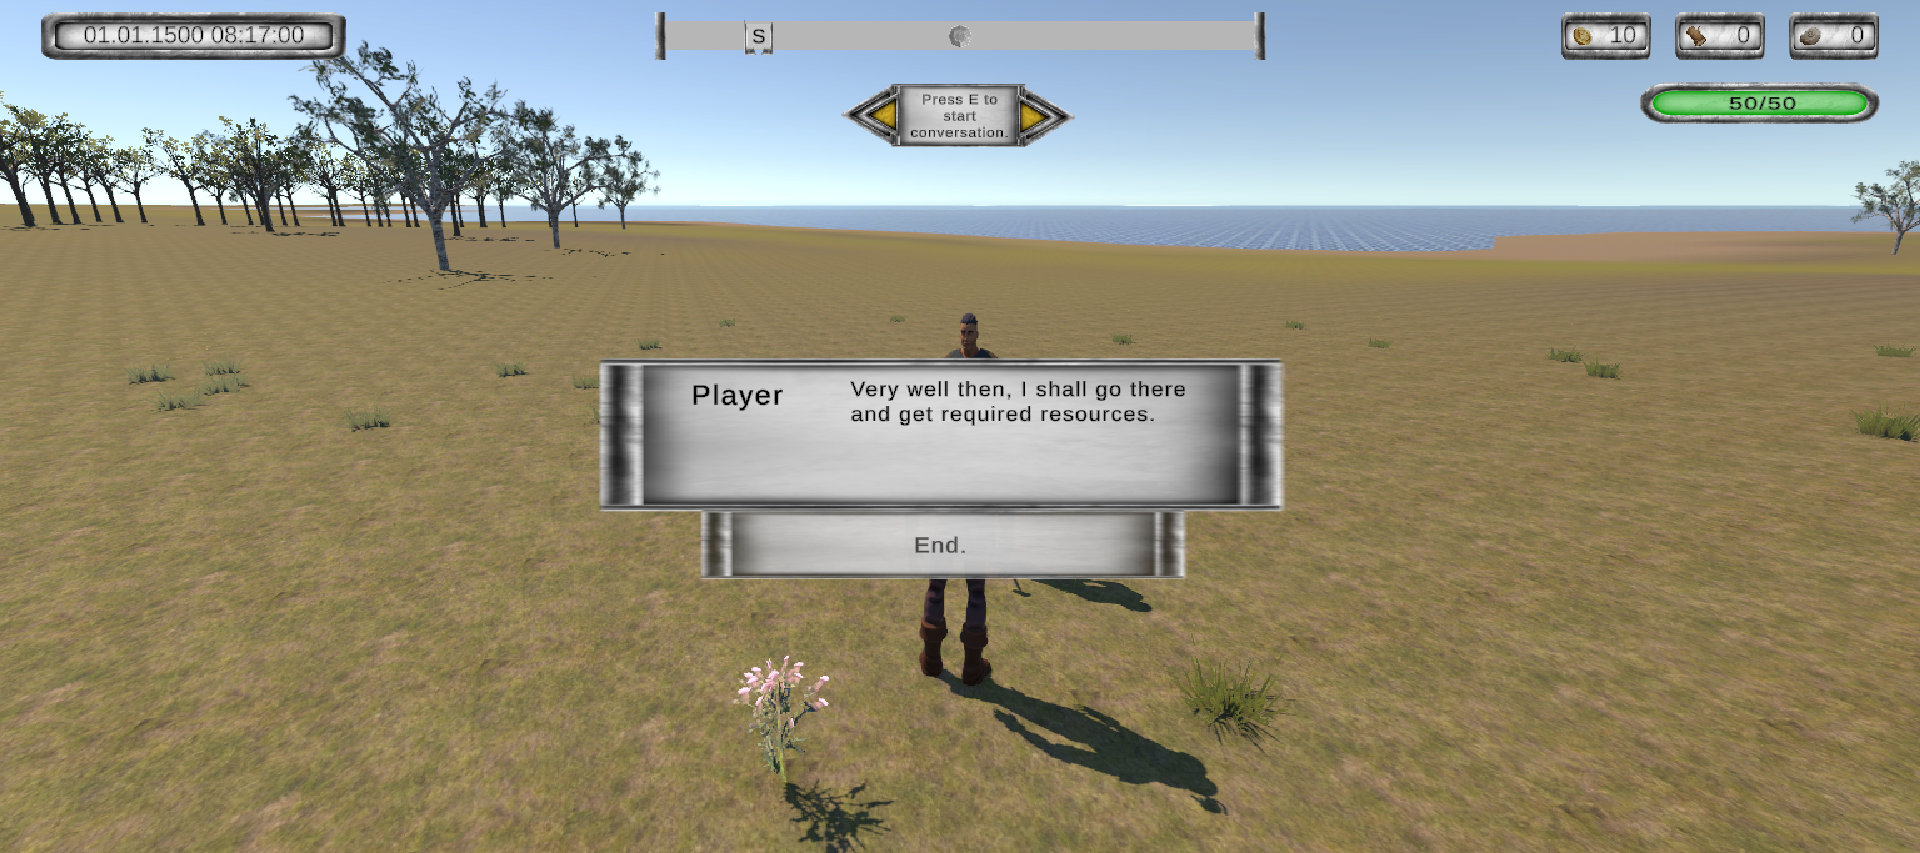 01.01.1500 08:17:00
S
10
0
0
Press E to
start
conversation.
50/50
Player
Very well then, I shall go there
and get required resources.
End.